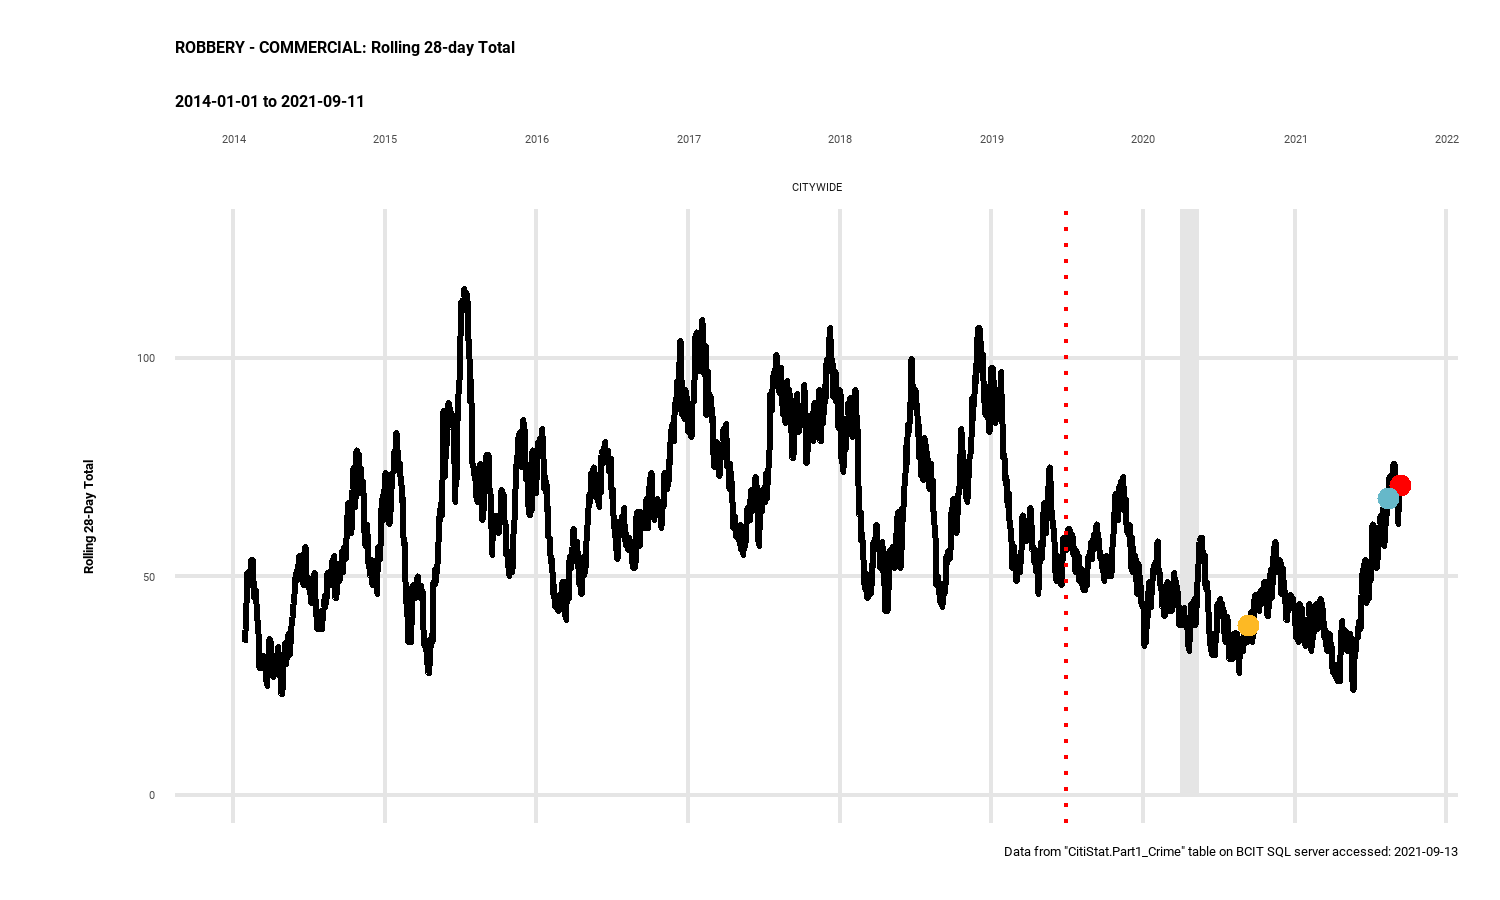 ROBBERY - COMMERCIAL: Rolling 28-day Total
2014-01-01 to 2021-09-11
2014 2015 2016 2017 2018 2019 2020 2021 2022
CITYWIDE
Rolling 28-Day Total
100
50
0
Data from "CitiStat.Part1_Crime" table on BCIT SQL server accessed: 2021-09-13